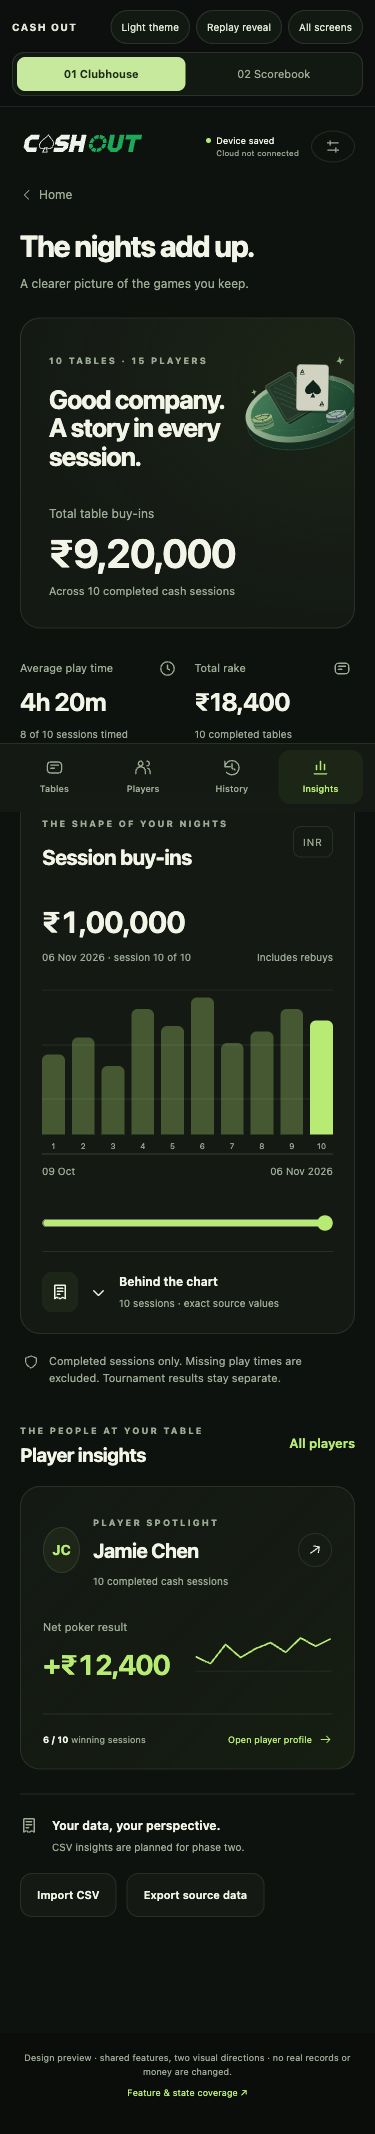 CASH OUT
Light theme
Replay reveal
All screens
01 Clubhouse
02 Scorebook
CASHOUT
Device saved
Cloud not connected
Home
The nights add up.
A clearer picture of the games you keep.
10 TABLES · 15 PLAYERS
Good company.
A story in every
session.
Total table buy-ins
₹9,20,000
Across 10 completed cash sessions
Average play time
Total rake
4h 20m
₹18,400
8 of 10 sessions timed
10 completed tables
Tables
Players
History
Insights
THE SHAPE OF YOUR NIGHTS
Session buy-ins
INR
₹1,00,000
06 Nov 2026 · session 10 of 10
Includes rebuys
1 2 3 4 5 6 7 8 9 10
09 Oct
06 Nov 2026
Behind the chart
10 sessions · exact source values
Completed sessions only. Missing play times are
excluded. Tournament results stay separate.
THE PEOPLE AT YOUR TABLE
Player insights
All players
PLAYER SPOTLIGHT
JC
Jamie Chen
10 completed cash sessions
Net poker result
+₹12,400
6 / 10 winning sessions
Open player profile →
Your data, your perspective.
CSV insights are planned for phase two.
Import CSV
Export source data
Design preview · shared features, two visual directions · no real records or
money are changed.
Feature & state coverage ↗